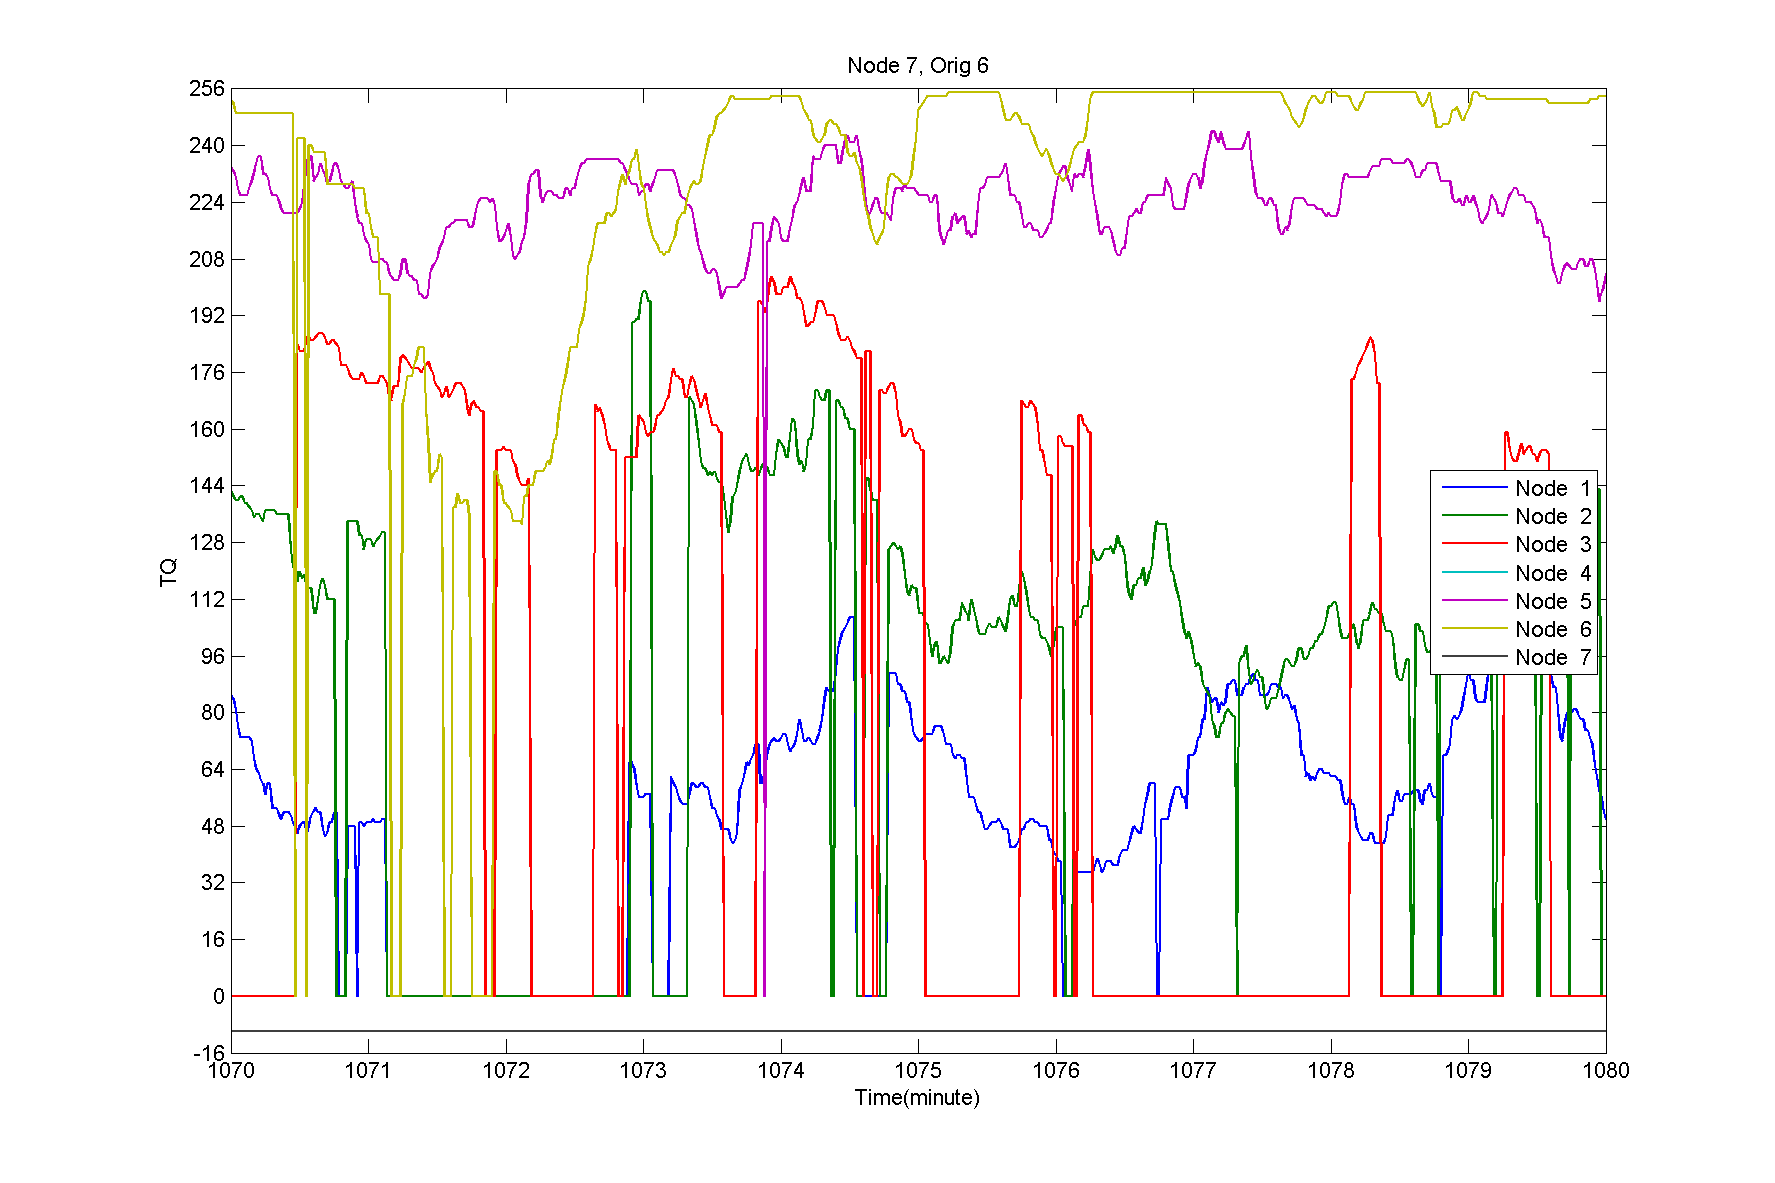 Node 7, Orig 6
256
240
224
208
192
176
160
144
128
112
96
80
64
48
32
16
0
-16
TQ
Node 1
Node 2
Node 3
Node 4
Node 5
Node 6
Node 7
1070 1071 1072 1073 1074 1075 1076 1077 1078 1079 1080
Time(minute)